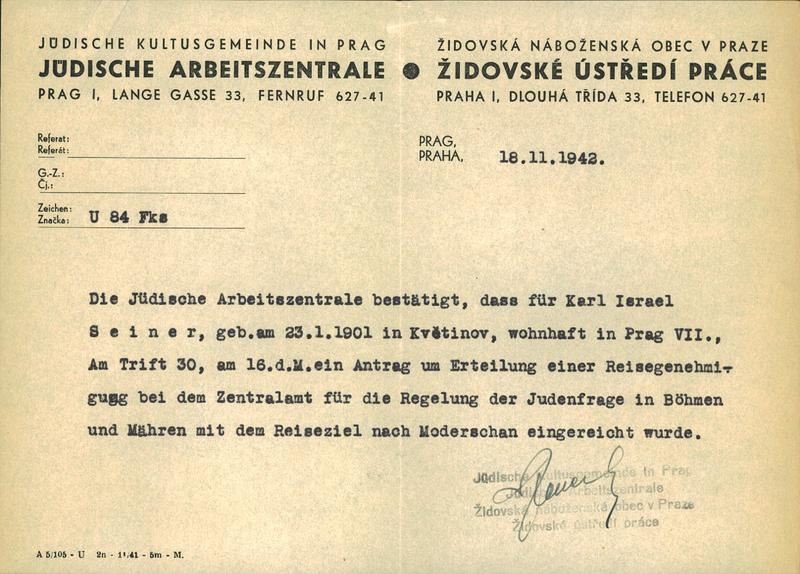 JÜDISCHE KULTUSGEMEINDE IN PRAG
JÜDISCHE ARBEITSZENTRALE
PRAG I, LANGE GASSE 33, FERNRUF 627-41
ŽIDOVSKÁ NÁBOŽENSKÁ OBEC V PRAZE
ŽIDOVSKÉ ÚSTŘEDÍ PRÁCE
PRAHA I, DLOUHÁ TŘÍDA 33, TELEFON 627-41
Referat:
Referát:
G.-Z.:
Čj.:
Zeichen:
Značka: U 84 Fks
PRAG,
PRAHA, 18.11.1942.
Die Jüdische Arbeitszentrale bestätigt, dass für Karl Israel
S e i n e r, geb.am 23.1.1901 in Květinov, wohnhaft in Prag VII.,
Am Trift 30, am 16.d.M.ein Antrag um Erteilung einer Reisegenehmi-
gugg bei dem Zentralamt für die Regelung der Judenfrage in Böhmen
und Mähren mit dem Reiseziel nach Moderschan eingereicht wurde.
Jüdische Kultusgemeinde in Prag
Jüdische Arbeitszentrale
Židovská náboženská obec v Praze
Židovské ústředí práce
A 5/105 - U 2n - 11/41 - 5m - M.